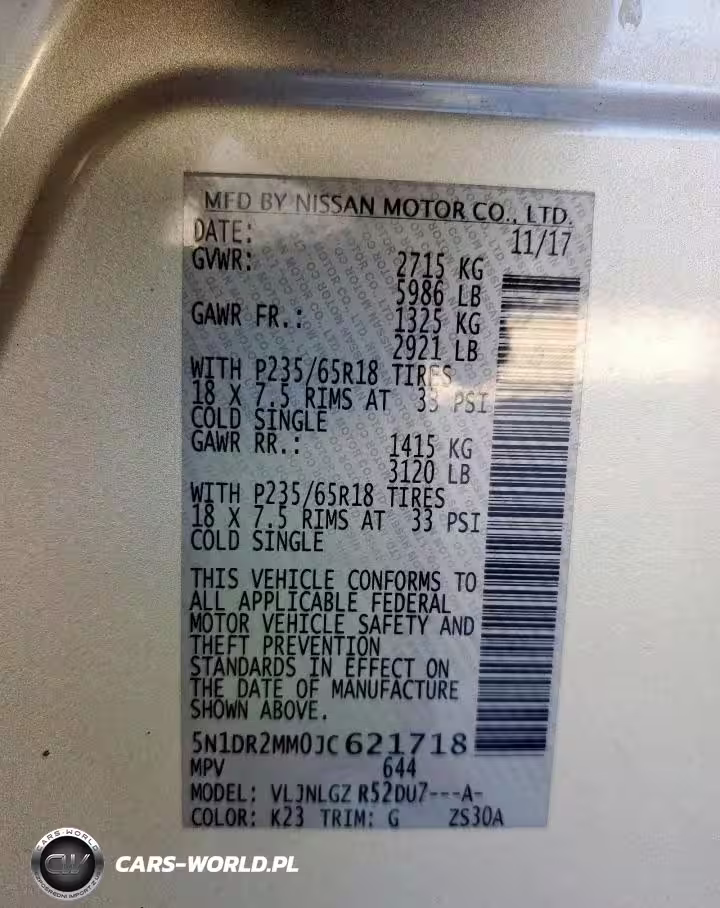 MFD BY NISSAN MOTOR CO., LTD.
DATE: 11/17
GVWR: 2715 KG
5986 LB
GAWR FR.: 1325 KG
2921 LB
WITH P235/65R18 TIRES
18 X 7.5 RIMS AT 33 PSI
COLD SINGLE
GAWR RR.: 1415 KG
3120 LB
WITH P235/65R18 TIRES
18 X 7.5 RIMS AT 33 PSI
COLD SINGLE
THIS VEHICLE CONFORMS TO
ALL APPLICABLE FEDERAL
MOTOR VEHICLE SAFETY AND
THEFT PREVENTION
STANDARDS IN EFFECT ON
THE DATE OF MANUFACTURE
SHOWN ABOVE.
5N1DR2MM0JC621718
MPV 644
MODEL: VLJNLGZ R52DU7---A-
COLOR: K23 TRIM: G ZS30A
CARS-WORLD.PL
CARS-WORLD
CW